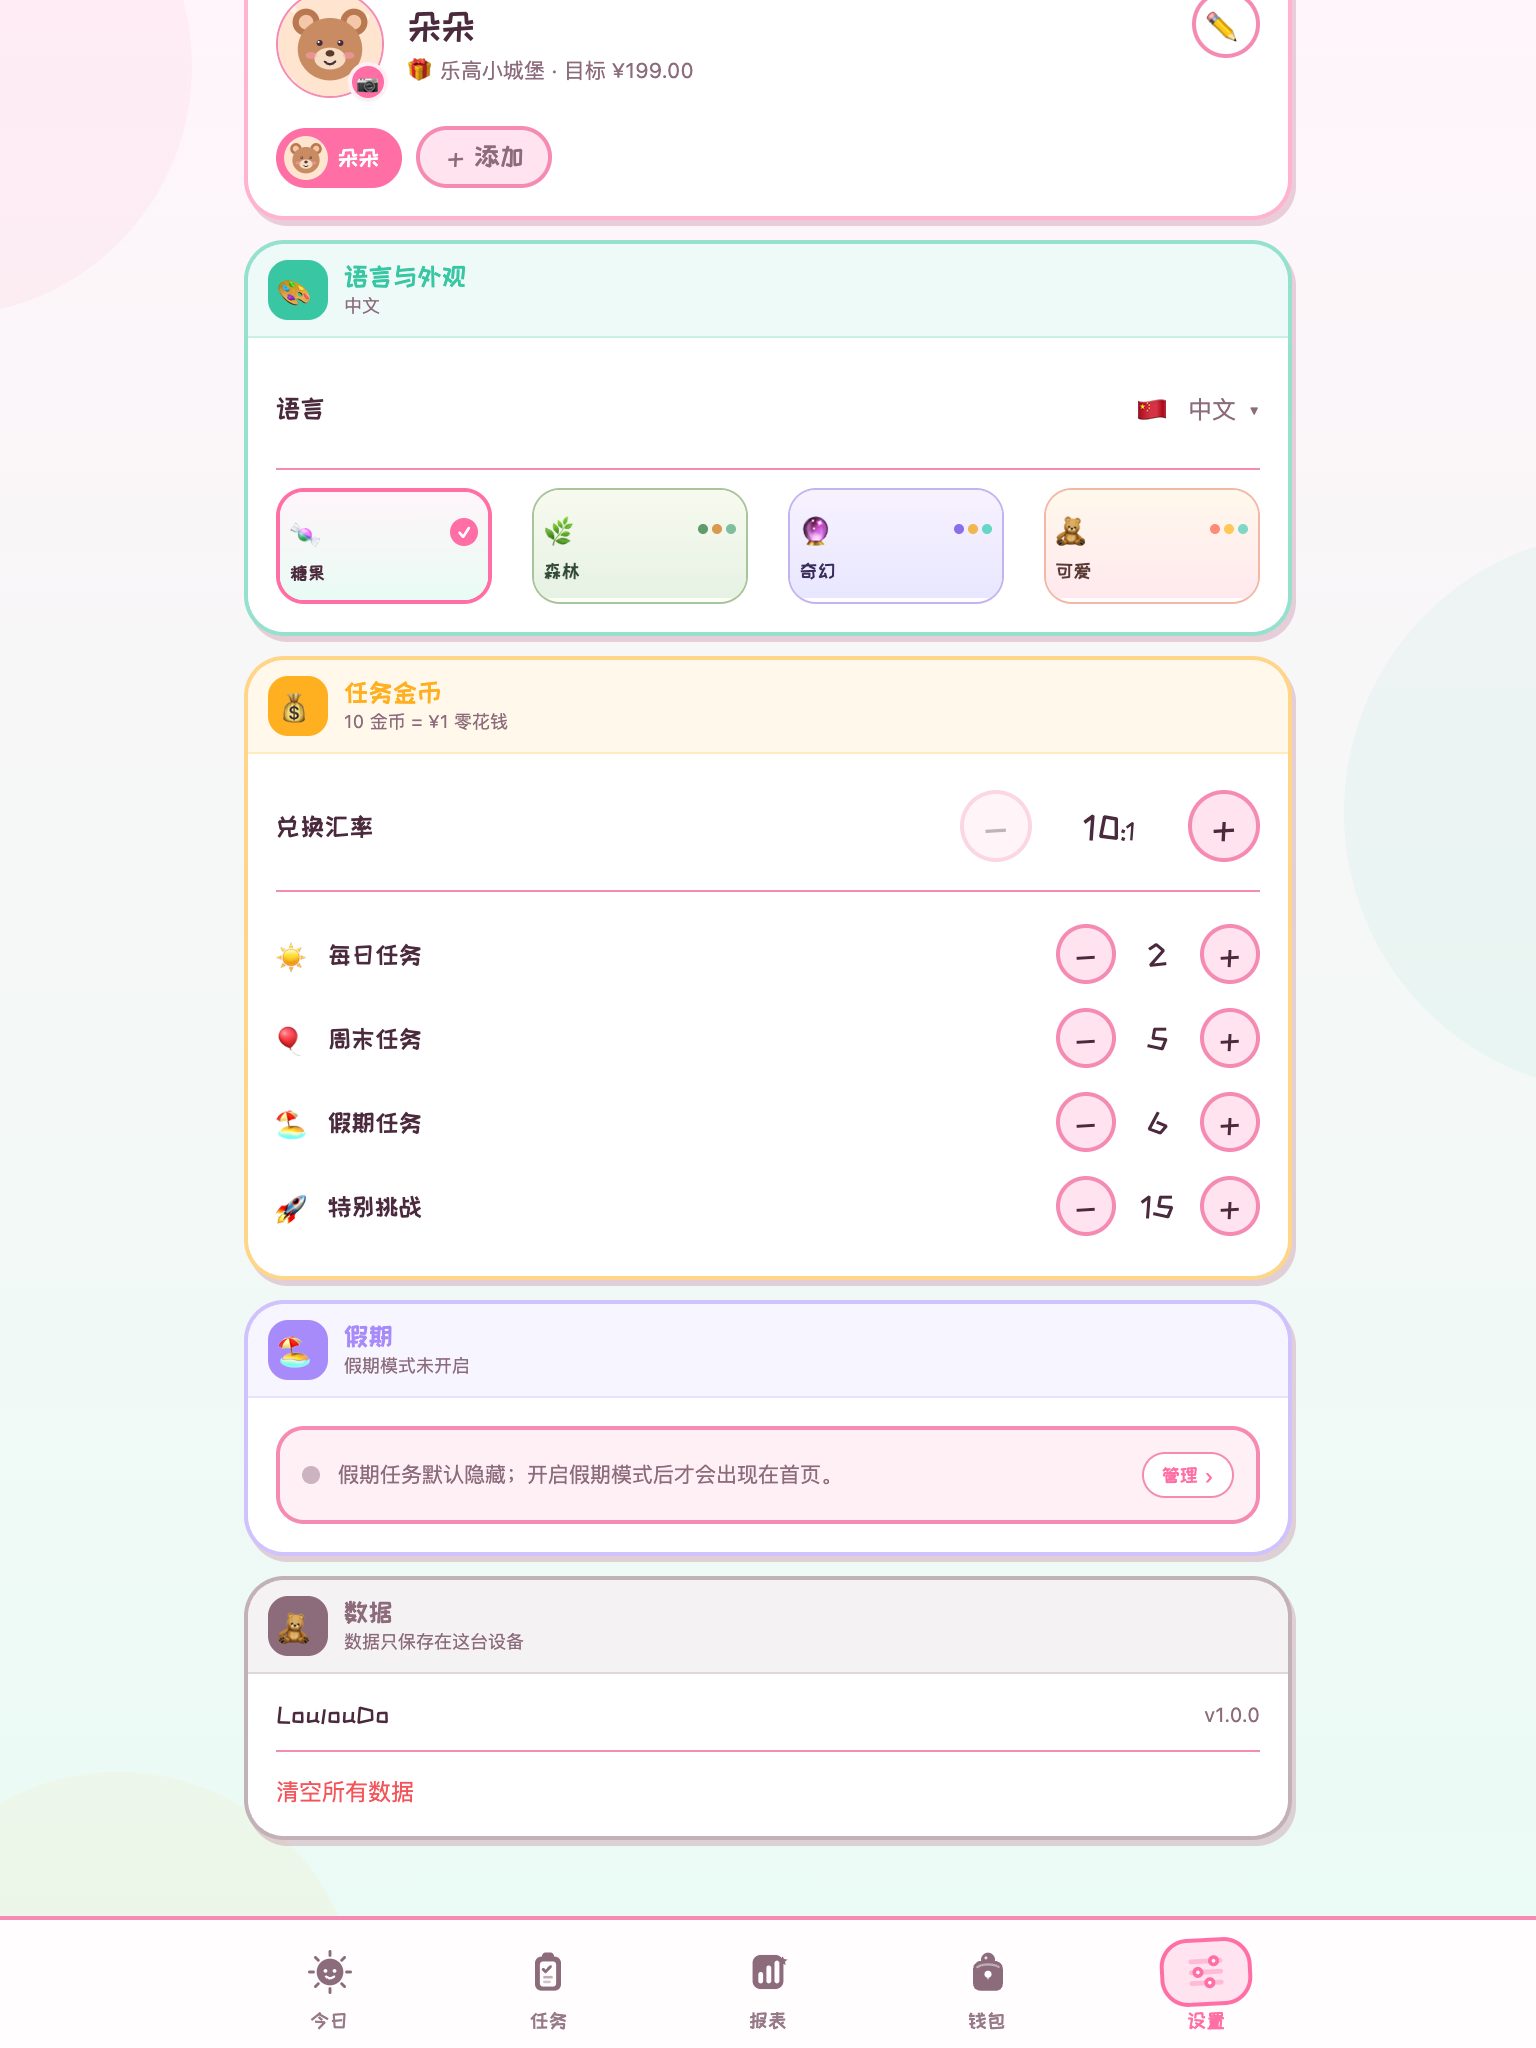 朵朵
乐高小城堡 · 目标 ¥199.00
朵朵
+ 添加
语言与外观
中文
语言
中文 ▾
糖果
森林
奇幻
可爱
任务金币
10 金币 = ¥1 零花钱
兑换汇率
− 10:1 +
每日任务
− 2 +
周末任务
− 5 +
假期任务
− 6 +
特别挑战
− 15 +
假期
假期模式未开启
假期任务默认隐藏；开启假期模式后才会出现在首页。
管理 ›
数据
数据只保存在这台设备
LoulouDo
v1.0.0
清空所有数据
今日
任务
报表
钱包
设置